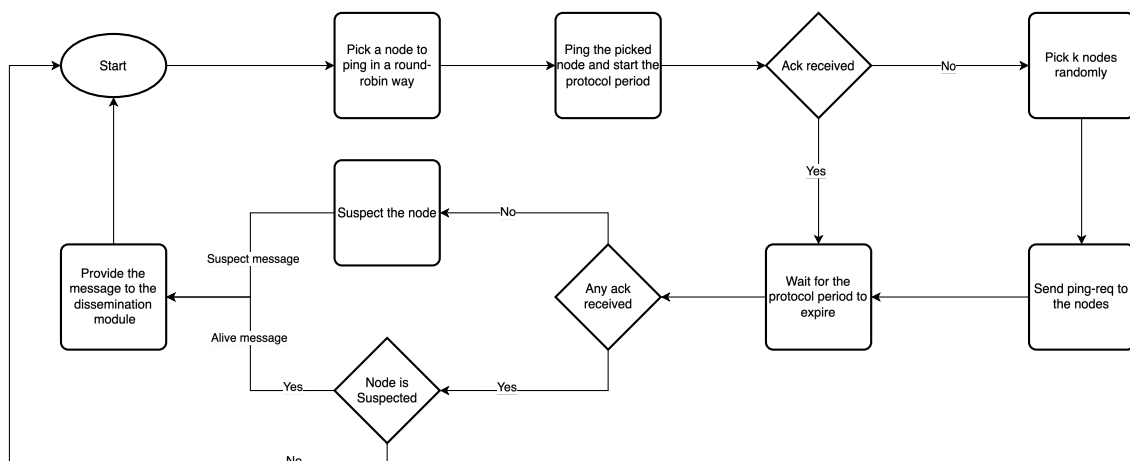 Start
Pick a node to
ping in a round-
robin way
Ping the picked
node and start the
protocol period
Ack received
No
Pick k nodes
randomly
Yes
Suspect the node
No
Suspect message
Provide the
message to the
dissemination
module
Any ack
received
Wait for the
protocol period to
expire
Send ping-req to
the nodes
Alive message
Yes
Node is
Suspected
Yes
No